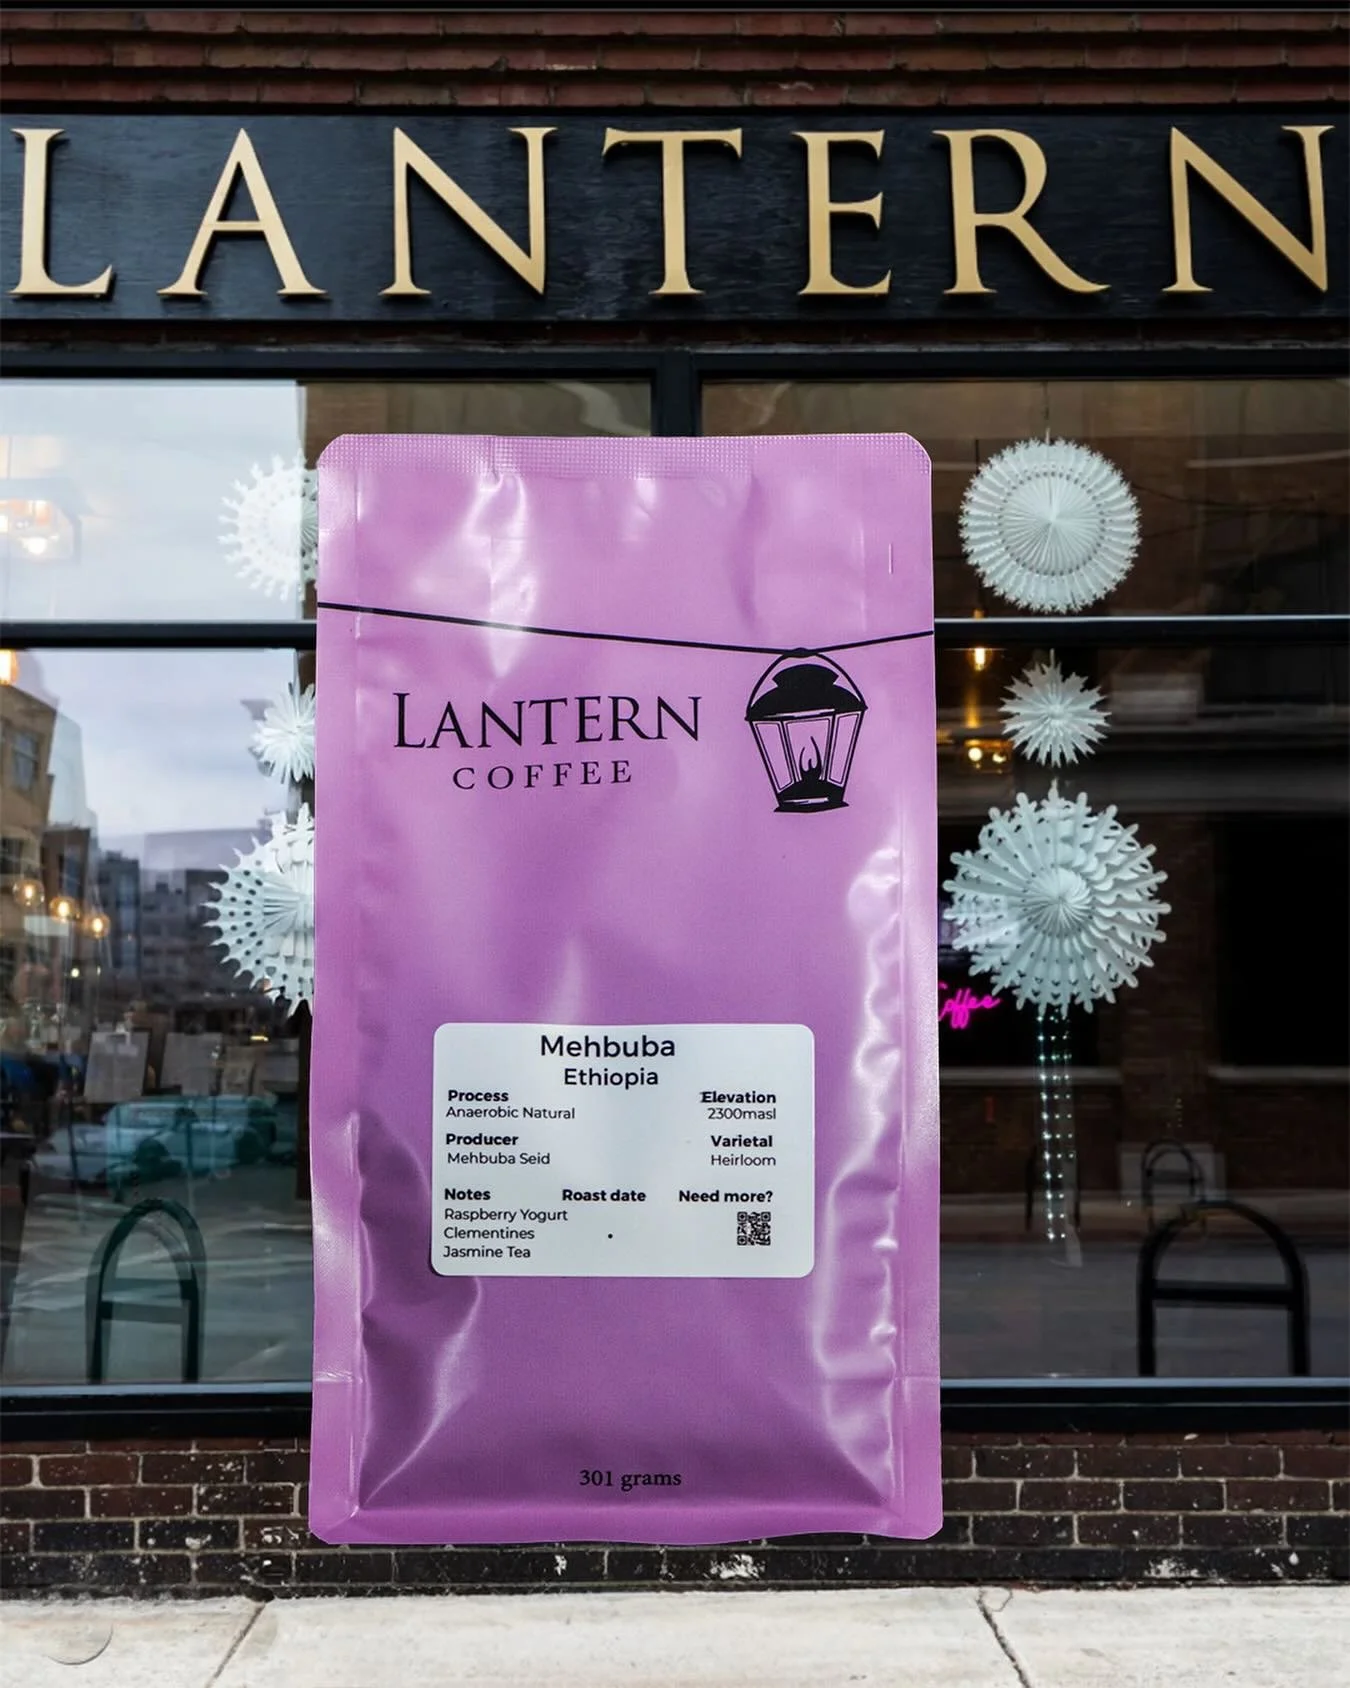 LANTERN
LANTERN
COFFEE
Coffee
Mehbuba
Ethiopia
Process
Anaerobic Natural
Elevation
2300masl
Producer
Mehbuba Seid
Varietal
Heirloom
Notes
Raspberry Yogurt
Clementines
Jasmine Tea
Roast date
Need more?
301 grams